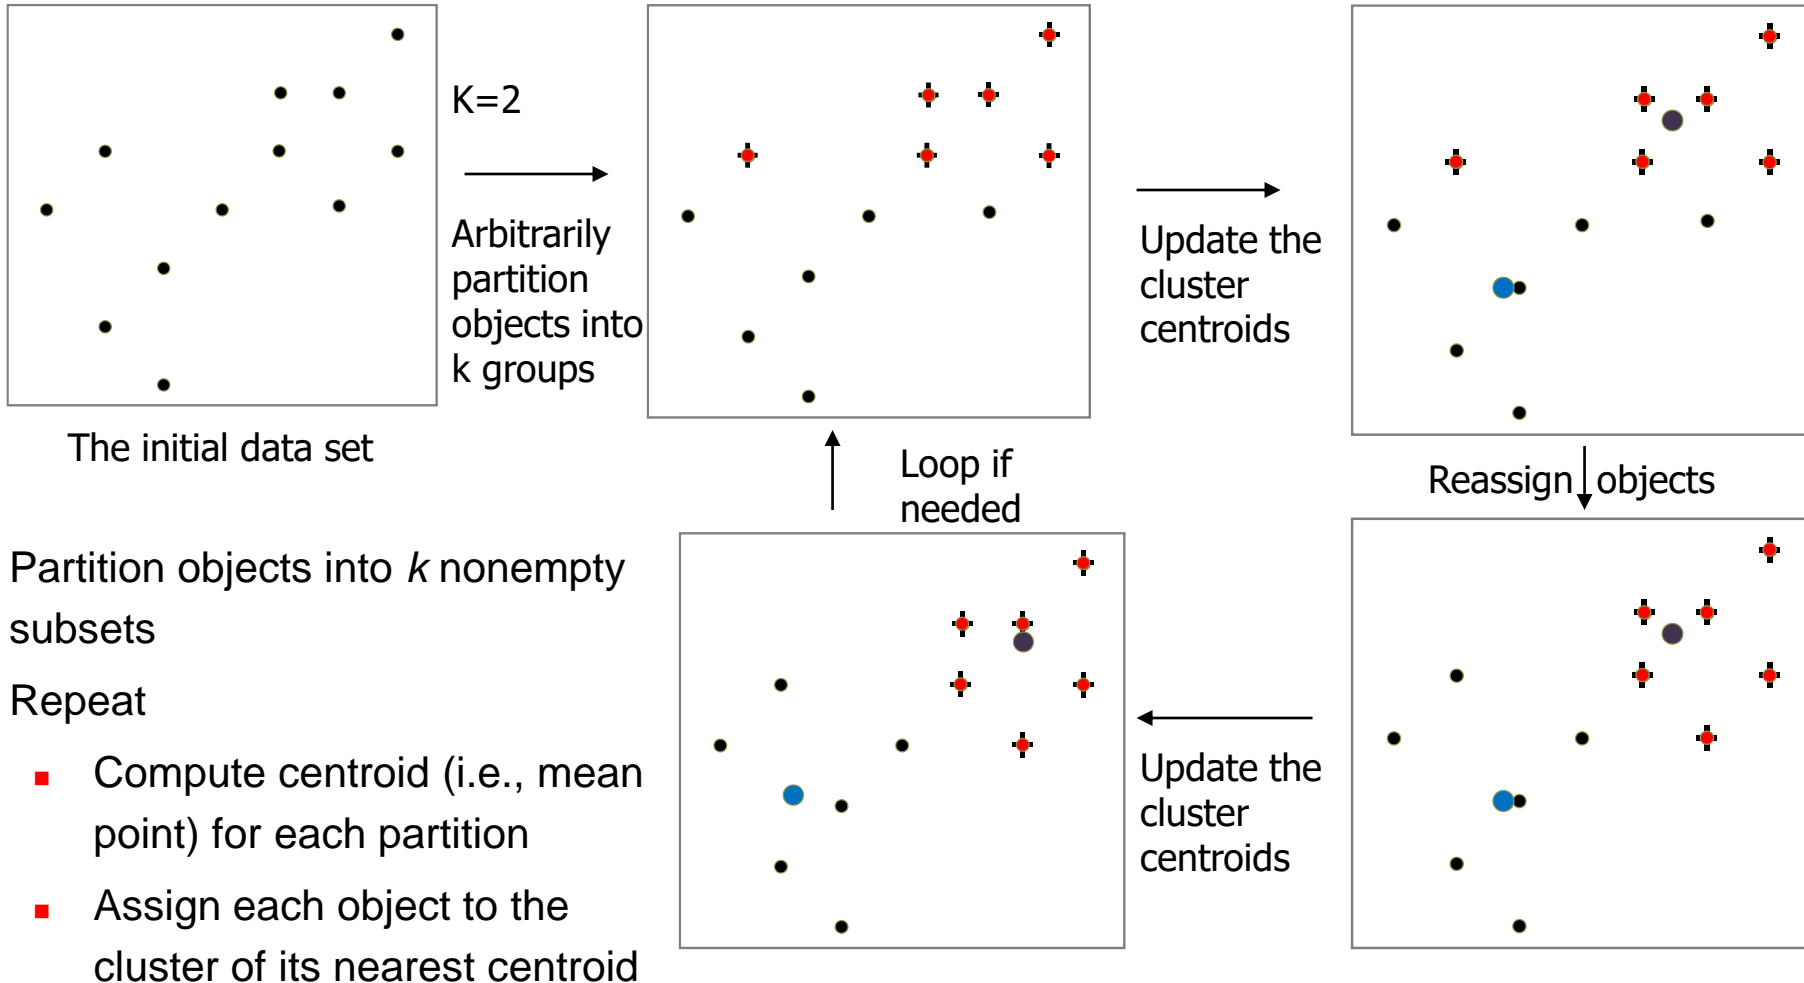 K=2
Arbitrarily
partition
objects into
k groups
Update the
cluster
centroids
The initial data set
Loop if
needed
Reassign objects
Update the
cluster
centroids
Partition objects into k nonempty
subsets
Repeat
Compute centroid (i.e., mean
point) for each partition
Assign each object to the
cluster of its nearest centroid